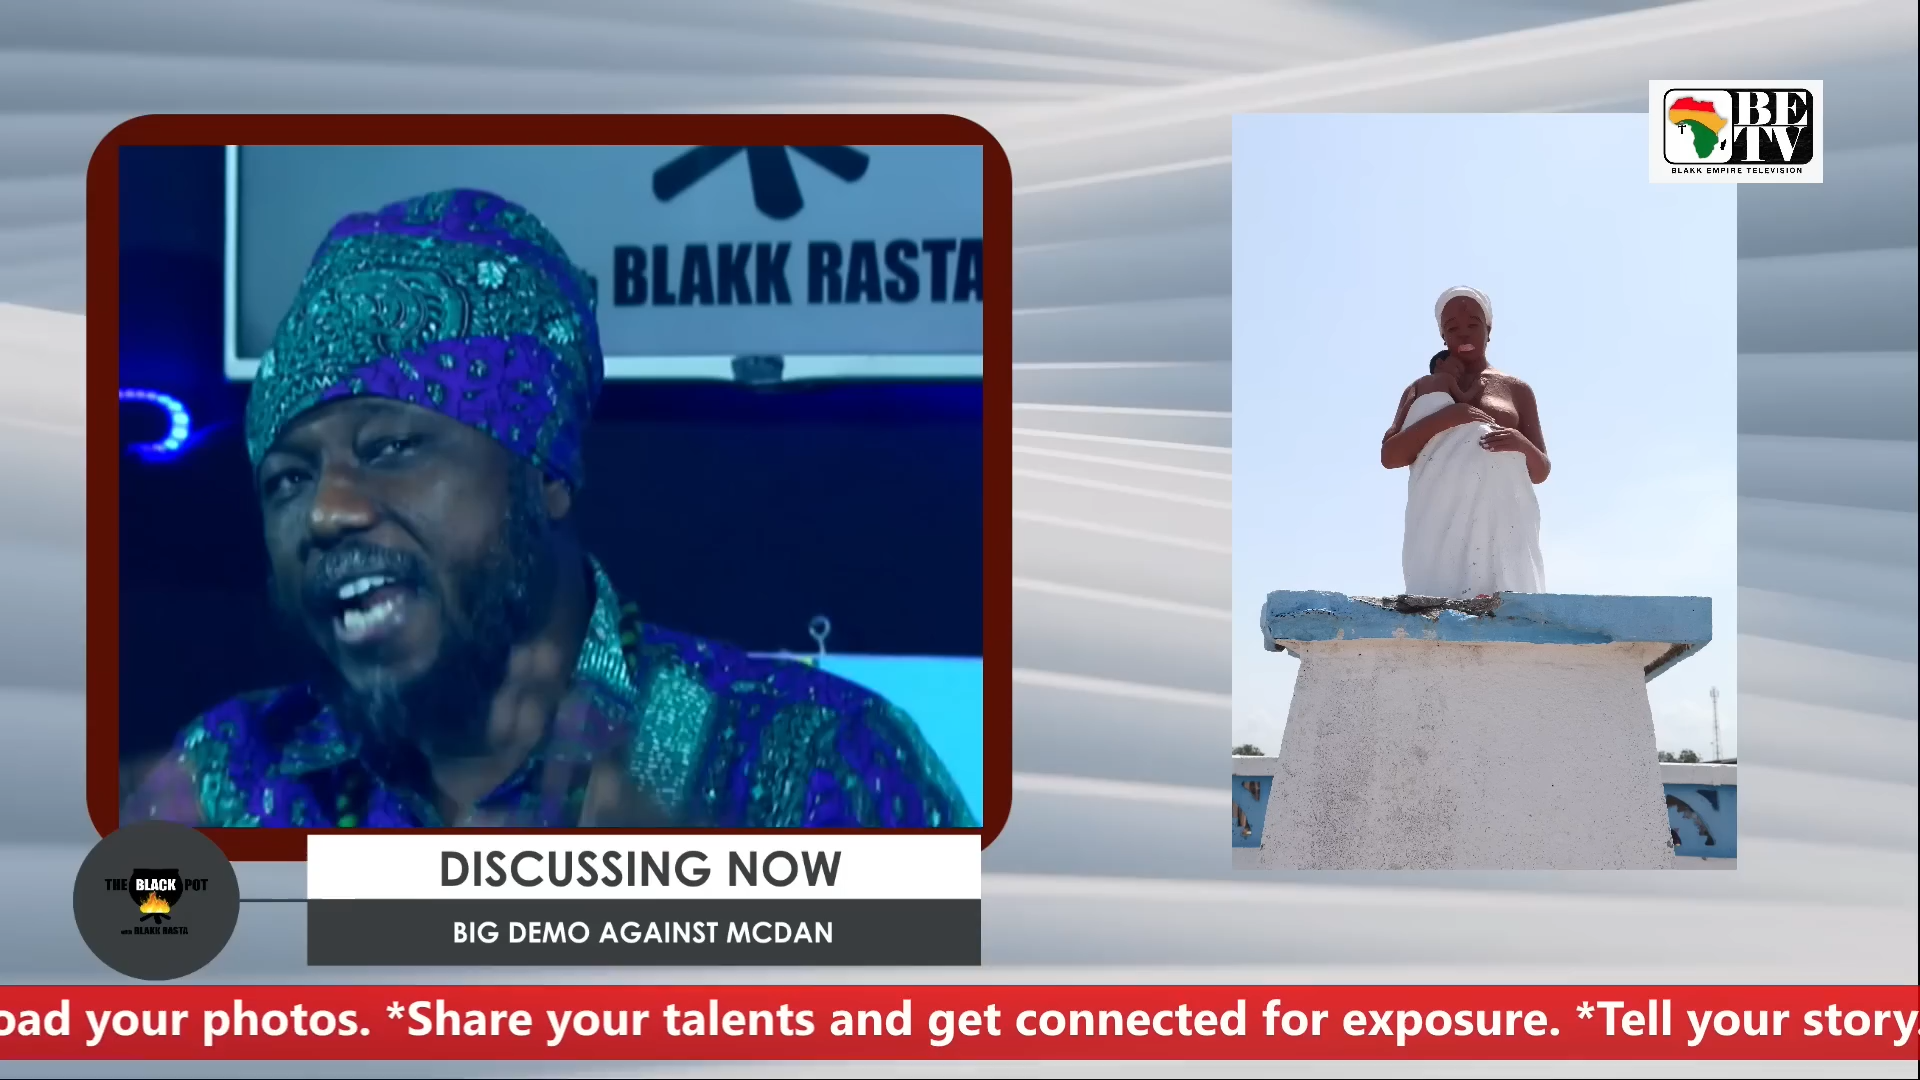 BE
TV
BLAKK EMPIRE TELEVISION
BLAKK RASTA
DISCUSSING NOW
BIG DEMO AGAINST MCDAN
THE BLACK POT
WITH BLAKK RASTA
oad your photos. *Share your talents and get connected for exposure. *Tell your story.